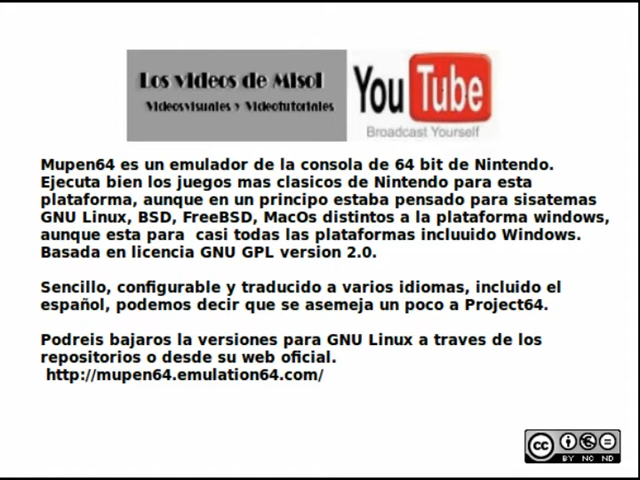 Los videos de Misol
Videosvisuales y Videotutoriales
YouTube
Broadcast Yourself
Mupen64 es un emulador de la consola de 64 bit de Nintendo.
Ejecuta bien los juegos mas clasicos de Nintendo para esta
plataforma, aunque en un principo estaba pensado para sisatemas
GNU Linux, BSD, FreeBSD, MacOs distintos a la plataforma windows,
aunque esta para  casi todas las plataformas incluuido Windows.
Basada en licencia GNU GPL version 2.0.
Sencillo, configurable y traducido a varios idiomas, incluido el
español, podemos decir que se asemeja un poco a Project64.
Podreis bajaros la versiones para GNU Linux a traves de los
repositorios o desde su web oficial.
http://mupen64.emulation64.com/
cc
BY NC ND